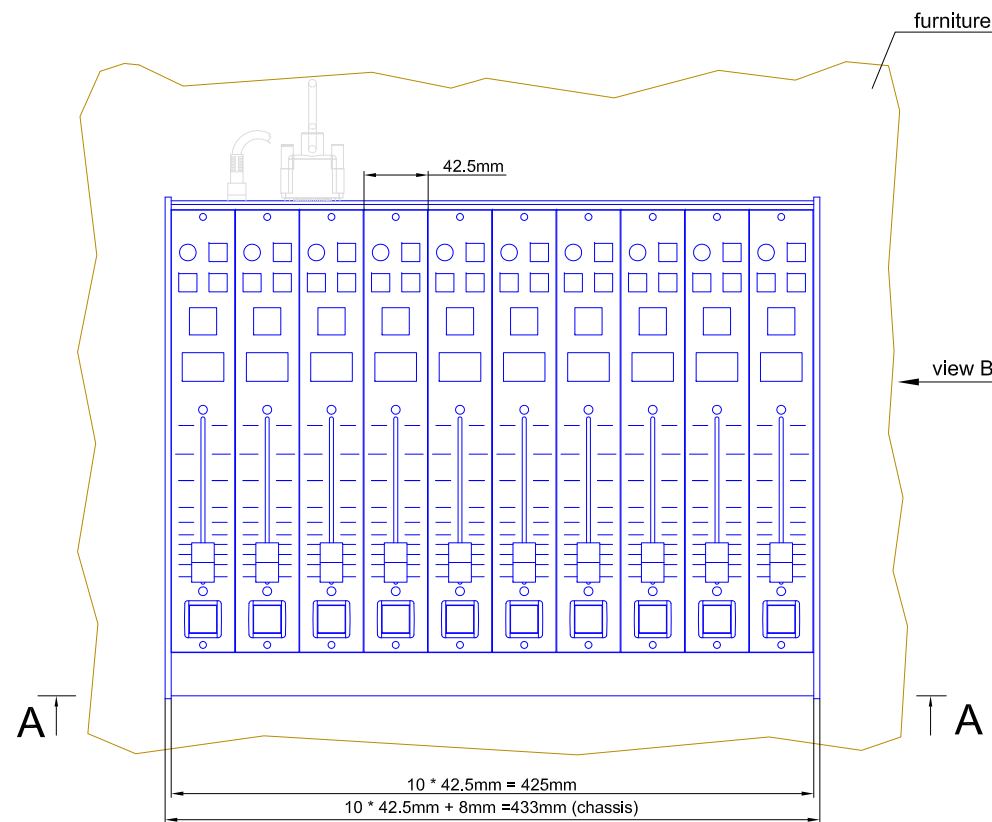 furniture
42.5mm
view B
A
A
10 * 42.5mm = 425mm
10 * 42.5mm + 8mm =433mm (chassis)